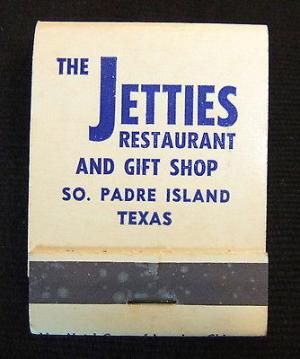 THE JETTIES
RESTAURANT
AND GIFT SHOP
SO. PADRE ISLAND
TEXAS